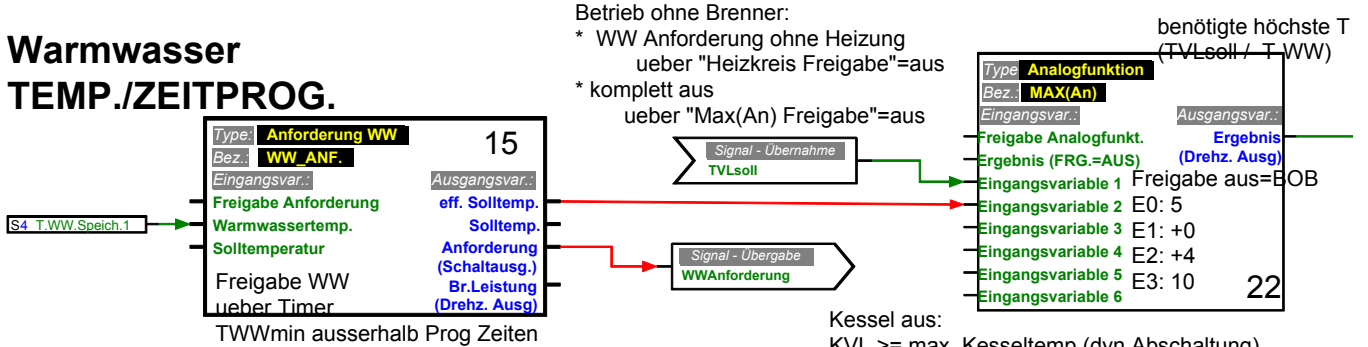 Warmwasser
TEMP./ZEITPROG.
Betrieb ohne Brenner:
* WW Anforderung ohne Heizung
ueber "Heizkreis Freigabe"=aus
* komplett aus
ueber "Max(An) Freigabe"=aus
benötigte höchste T
(TVLsoll / T WW)
S4 T.WW.Speich.1
Type: Anforderung WW
Bez.: WW_ANF.
15
Eingangsvar.: Ausgangsvar.:
Freigabe Anforderung eff. Solltemp.
Warmwassertemp. Solltemp.
Solltemperatur Anforderung
(Schaltausg.)
Br.Leistung
(Drehz. Ausg)
Freigabe WW
ueber Timer
TWWmin ausserhalb Prog Zeiten
Signal - Übernahme
TVLsoll
Signal - Übergabe
WWAnforderung
Type Analogfunktion
Bez.: MAX(An)
Eingangsvar.: Ausgangsvar.:
Freigabe Analogfunkt. Ergebnis
Ergebnis (FRG.=AUS) (Drehz. Ausg)
Eingangsvariable 1 Freigabe aus=BOB
Eingangsvariable 2 E0: 5
Eingangsvariable 3 E1: +0
Eingangsvariable 4 E2: +4
Eingangsvariable 5 E3: 10
Eingangsvariable 6
22
Kessel aus:
KVL >= max. Kesseltemp (dyn Abschaltung)